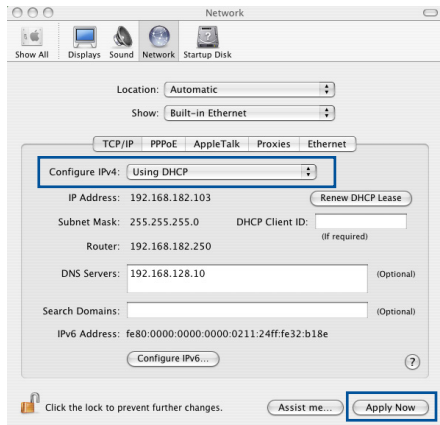 Network
Show All Displays Sound Network Startup Disk
Location: Automatic
Show: Built-in Ethernet
TCP/IP PPPoE AppleTalk Proxies Ethernet
Configure IPv4: Using DHCP
IP Address: 192.168.182.103 Renew DHCP Lease
Subnet Mask: 255.255.255.0 DHCP Client ID:
(If required)
Router: 192.168.182.250
DNS Servers: 192.168.128.10 (Optional)
Search Domains: (Optional)
IPv6 Address: fe80:0000:0000:0000:0211:24ff:fe32:b18e
Configure IPv6... ?
Click the lock to prevent further changes. Assist me... Apply Now